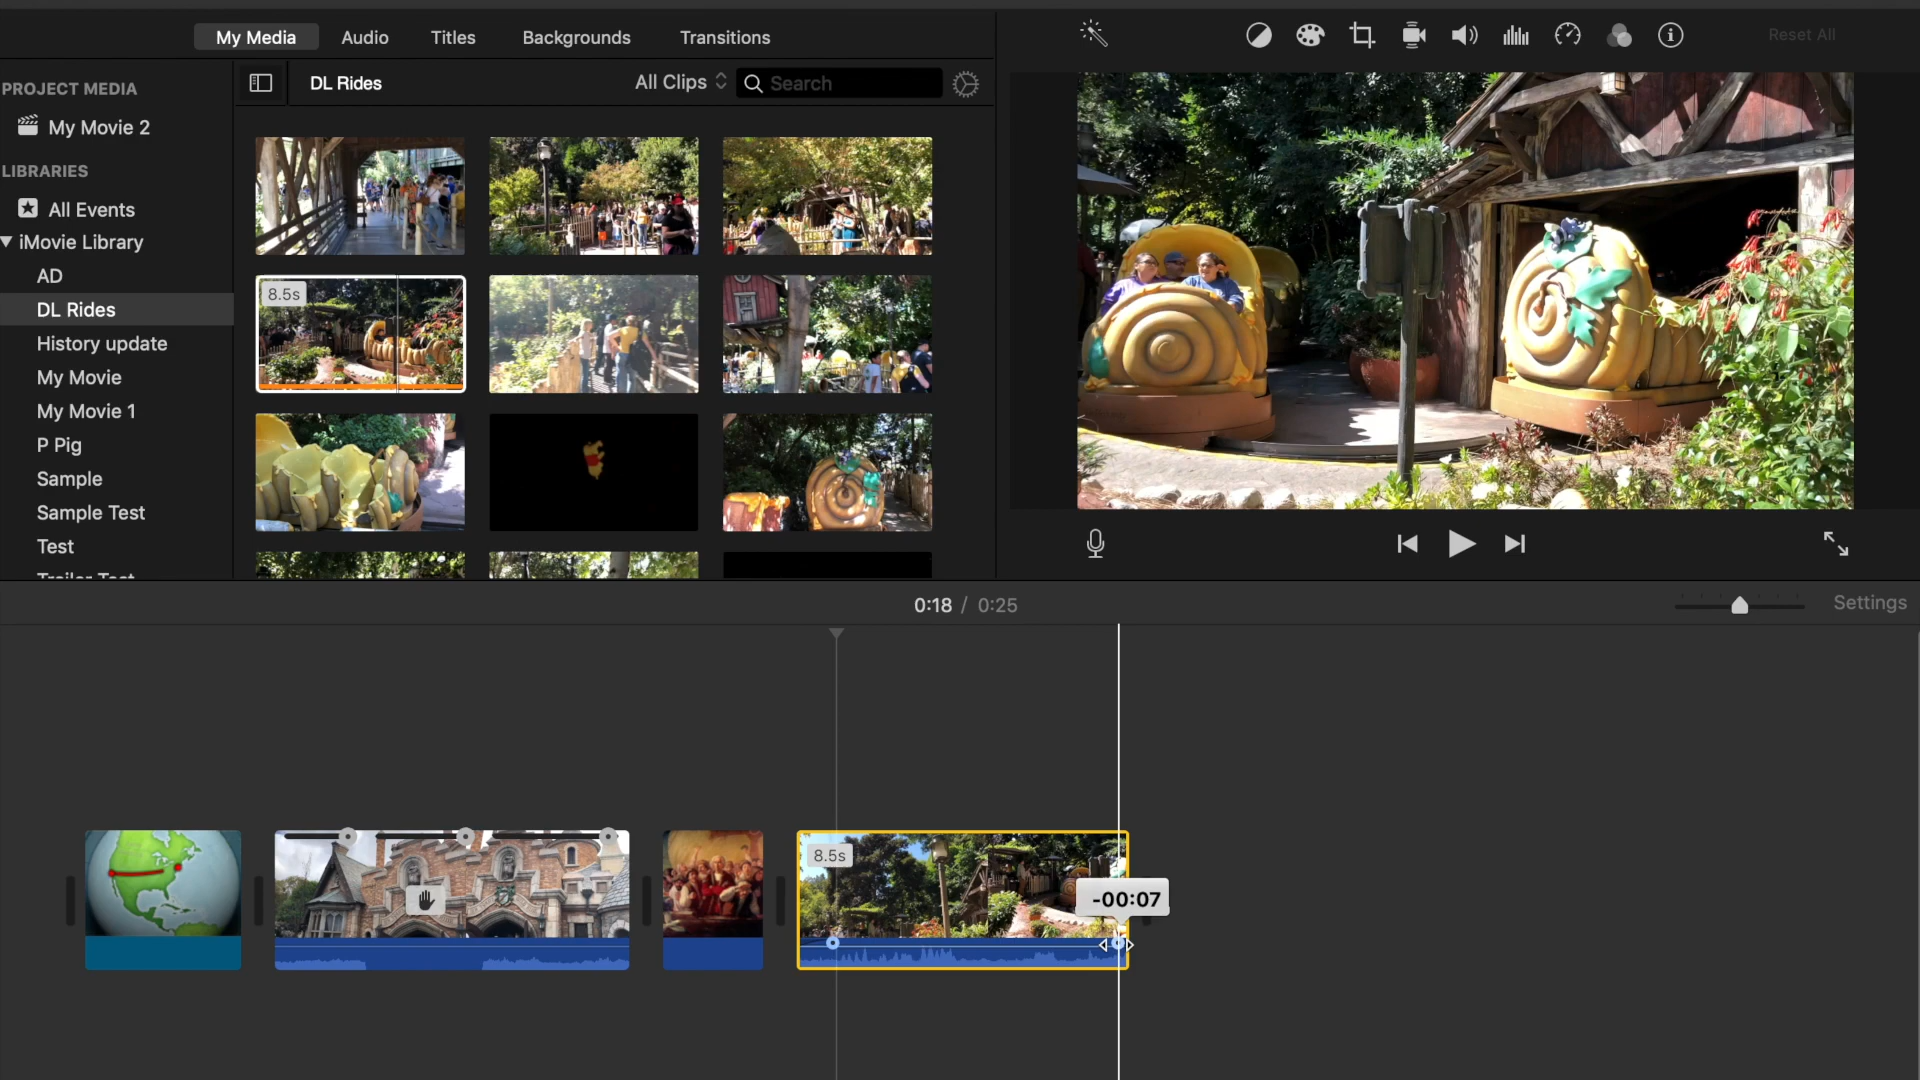 My Media
Audio
Titles
Backgrounds
Transitions
Reset All
PROJECT MEDIA
My Movie 2
LIBRARIES
All Events
iMovie Library
AD
DL Rides
History update
My Movie
My Movie 1
P Pig
Sample
Sample Test
Test
Trailer Test
DL Rides
All Clips
Search
8.5s
0:18 / 0:25
Settings
8.5s
-00:07